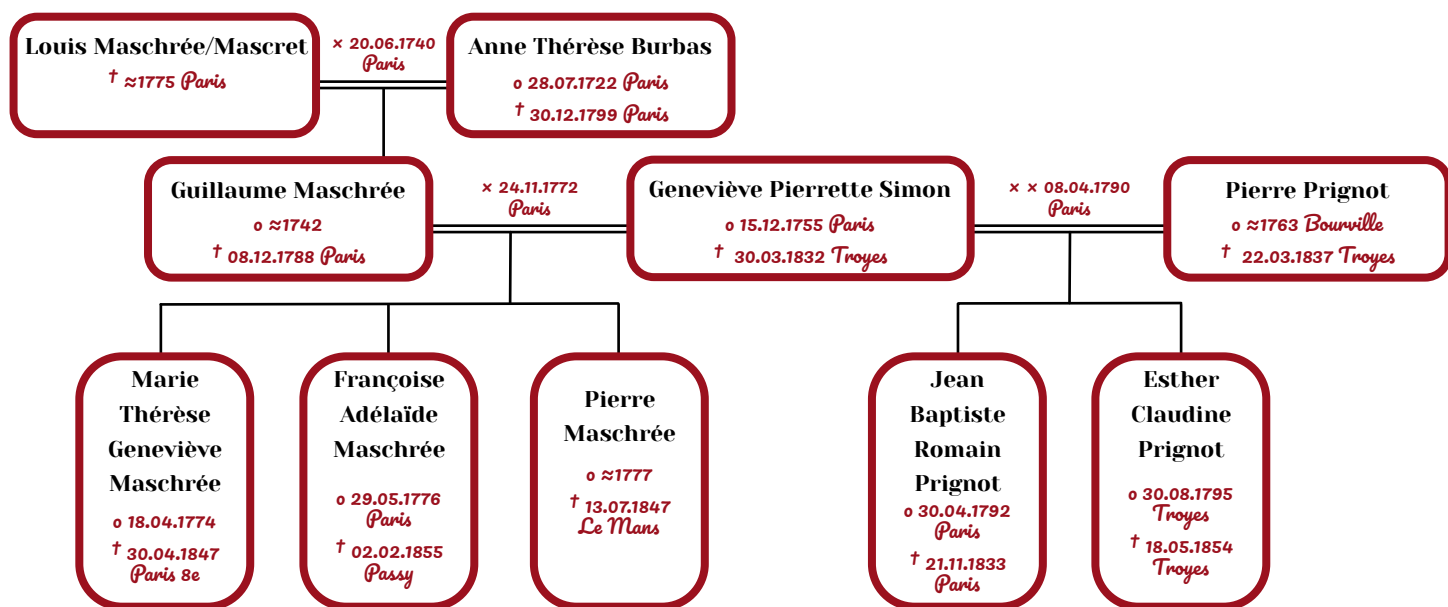 Louis Maschrée/Mascret
† ≈1775 Paris
× 20.06.1740
Paris
Anne Thérèse Burbas
o 28.07.1722 Paris
† 30.12.1799 Paris
Guillaume Maschrée
o ≈1742
† 08.12.1788 Paris
× 24.11.1772
Paris
Geneviève Pierrette Simon
o 15.12.1755 Paris
† 30.03.1832 Troyes
× × 08.04.1790
Paris
Pierre Prignot
o ≈1763 Bourville
† 22.03.1837 Troyes
Marie
Thérèse
Geneviève
Maschrée
o 18.04.1774
† 30.04.1847
Paris 8e
Françoise
Adélaïde
Maschrée
o 29.05.1776
Paris
† 02.02.1855
Passy
Pierre
Maschrée
o ≈1777
† 13.07.1847
Le Mans
Jean
Baptiste
Romain
Prignot
o 30.04.1792
Paris
† 21.11.1833
Paris
Esther
Claudine
Prignot
o 30.08.1795
Troyes
† 18.05.1854
Troyes